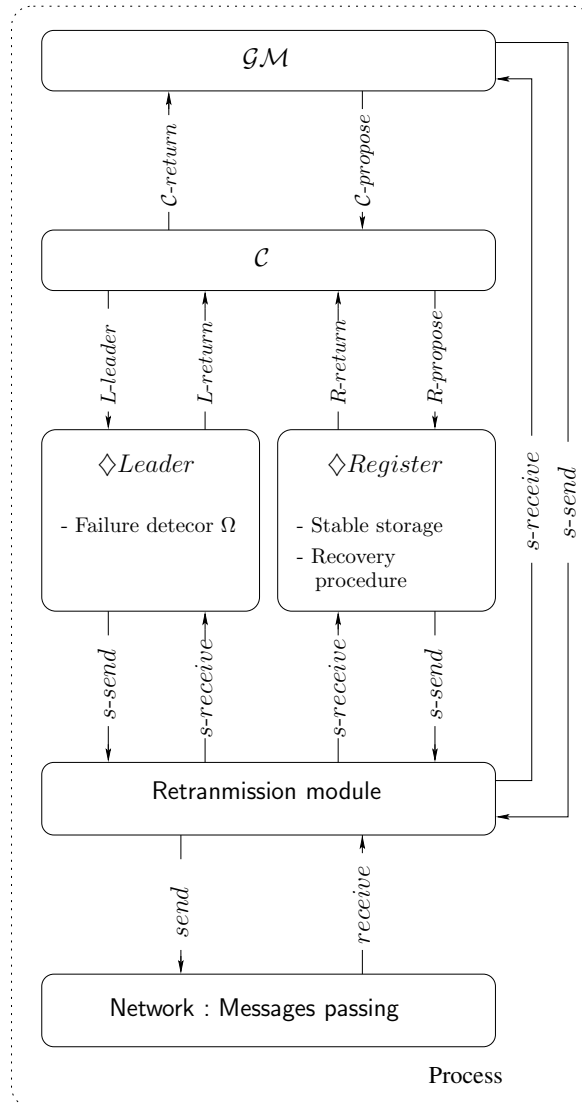 𝒢ℳ
C-return
C-propose
𝒞
L-leader
L-return
R-return
R-propose
◇Leader
- Failure detecor Ω
◇Register
- Stable storage
- Recovery
procedure
s-receive
s-send
s-send
s-receive
s-receive
s-send
Retranmission module
send
receive
Network : Messages passing
Process